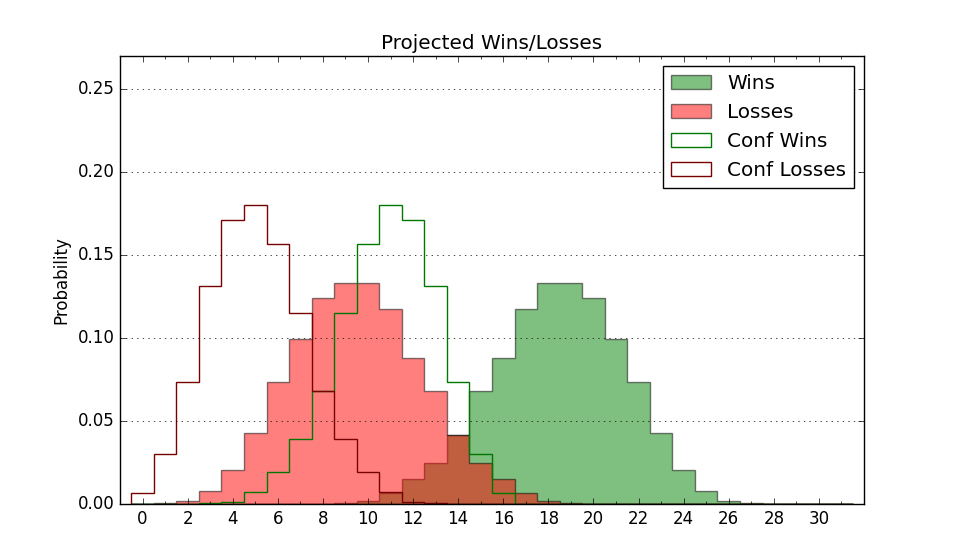 Projected Wins/Losses
Wins
Losses
Conf Wins
Conf Losses
Probability
0.25
0.20
0.15
0.10
0.05
0.00
0 2 4 6 8 10 12 14 16 18 20 22 24 26 28 30